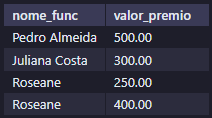 nome_func valor_premio
Pedro Almeida 500.00
Juliana Costa 300.00
Roseane 250.00
Roseane 400.00